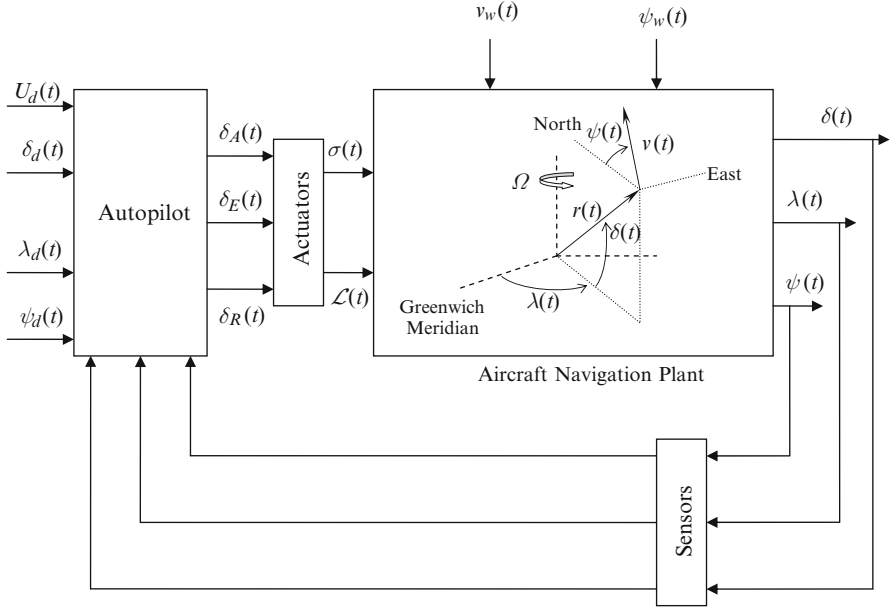 v_w(t)
ψ_w(t)
U_d(t)
δ_d(t)
λ_d(t)
ψ_d(t)
Autopilot
δ_A(t)
δ_E(t)
δ_R(t)
Actuators
σ(t)
ℒ(t)
North
ψ(t)
v(t)
East
Ω
r(t)
δ(t)
λ(t)
Greenwich
Meridian
δ(t)
λ(t)
ψ(t)
Aircraft Navigation Plant
Sensors